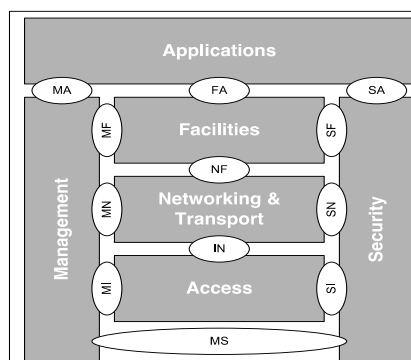 Applications
MA
FA
SA
MF
Facilities
SF
NF
Management
MN
Networking &
Transport
SN
Security
IN
MI
Access
SI
MS